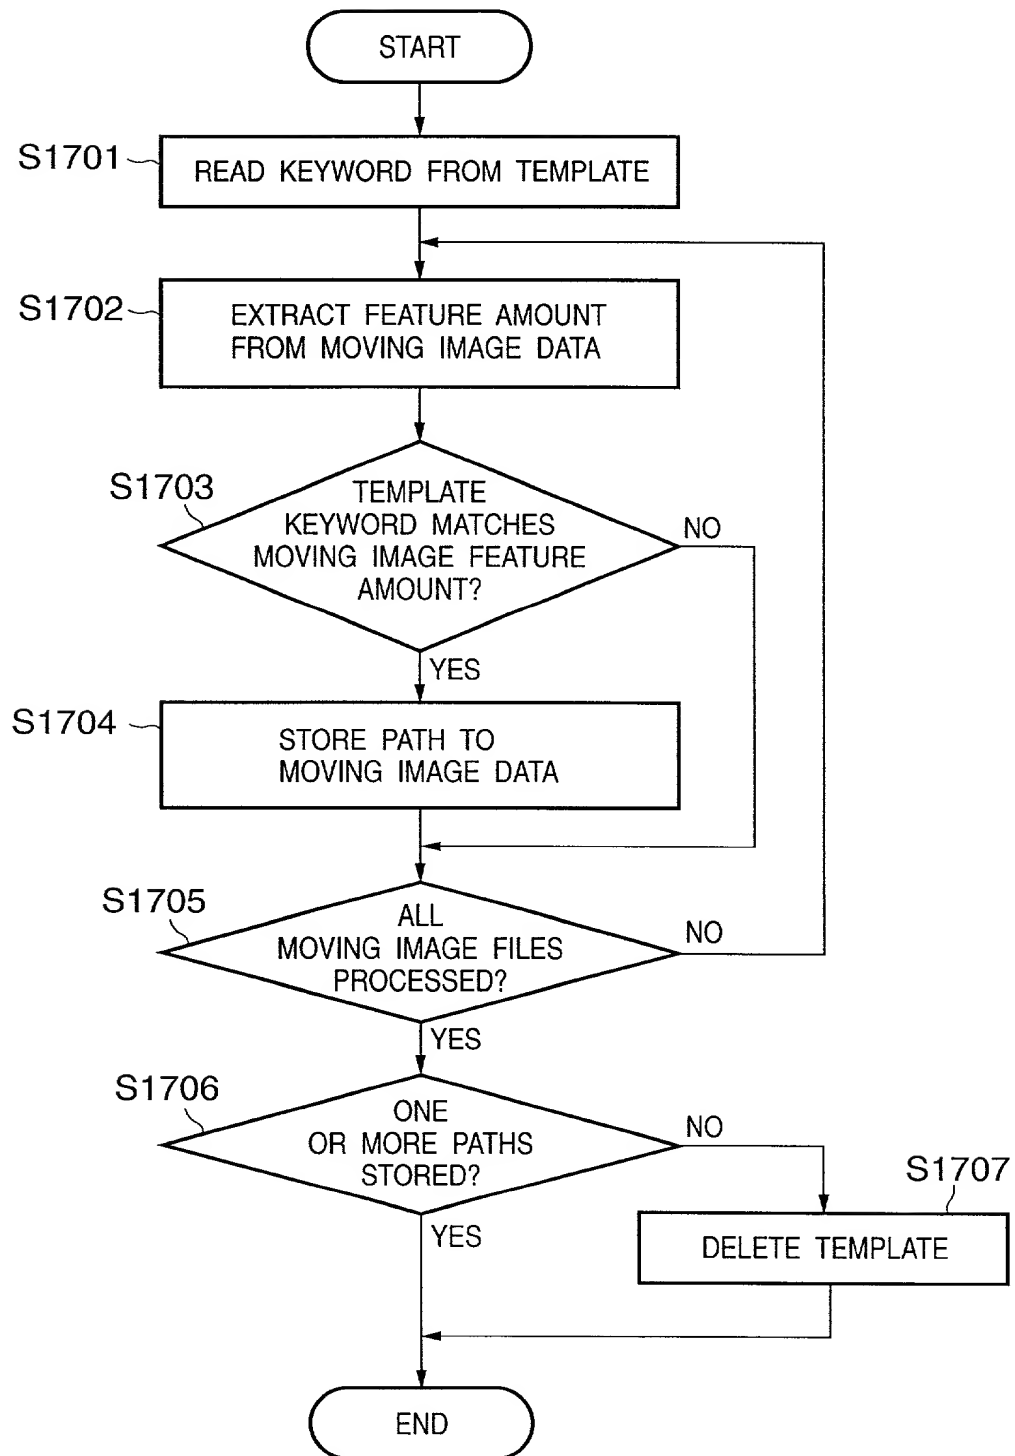 START
S1701
READ KEYWORD FROM TEMPLATE
S1702
EXTRACT FEATURE AMOUNT
FROM MOVING IMAGE DATA
S1703
TEMPLATE
KEYWORD MATCHES
MOVING IMAGE FEATURE
AMOUNT?
NO
YES
S1704
STORE PATH TO
MOVING IMAGE DATA
S1705
ALL
MOVING IMAGE FILES
PROCESSED?
NO
YES
S1706
ONE
OR MORE PATHS
STORED?
NO
YES
S1707
DELETE TEMPLATE
END